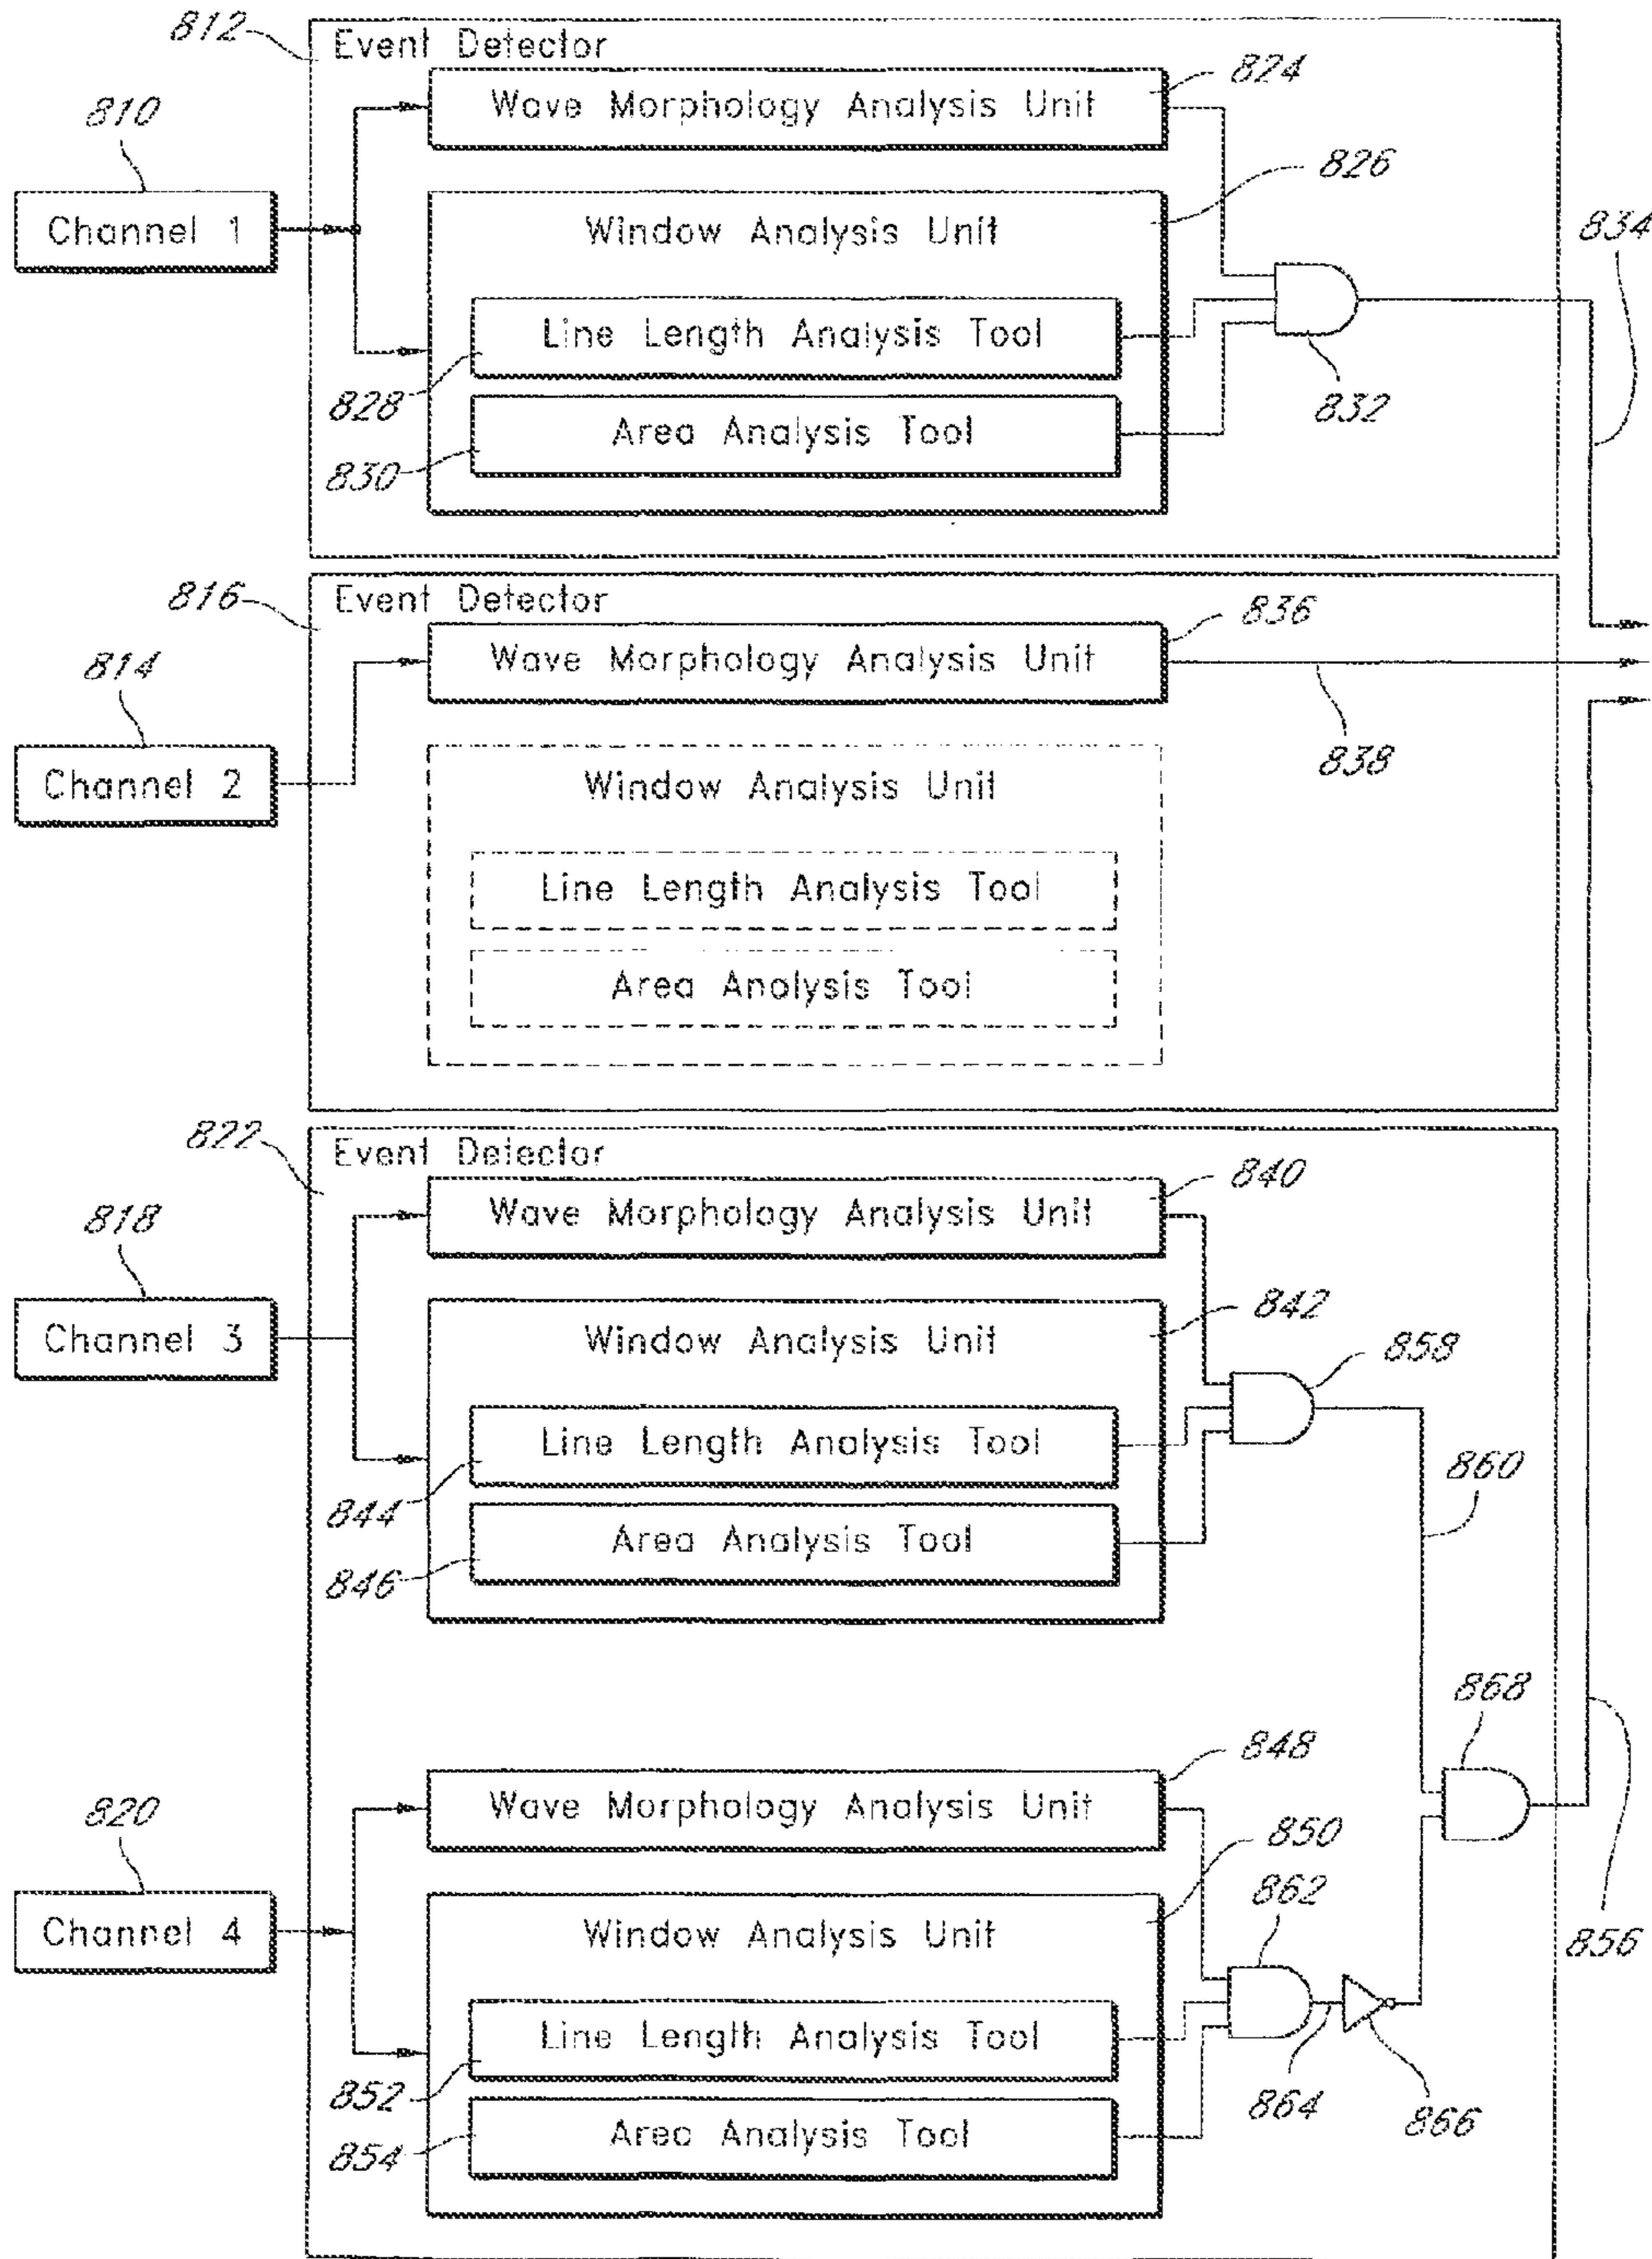 812
Event Detector
824
Wave Morphology Analysis Unit
810
826
Channel 1
Window Analysis Unit
834
Line Length Analysis Tool
828
832
Area Analysis Tool
830
816
Event Detector
836
Wave Morphology Analysis Unit
814
838
Channel 2
Window Analysis Unit
Line Length Analysis Tool
Area Analysis Tool
822
Event Detector
840
Wave Morphology Analysis Unit
818
842
Channel 3
Window Analysis Unit
858
Line Length Analysis Tool
860
844
Area Analysis Tool
846
868
848
Wave Morphology Analysis Unit
820
850
862
Channel 4
Window Analysis Unit
856
Line Length Analysis Tool
852
864
866
Area Analysis Tool
854